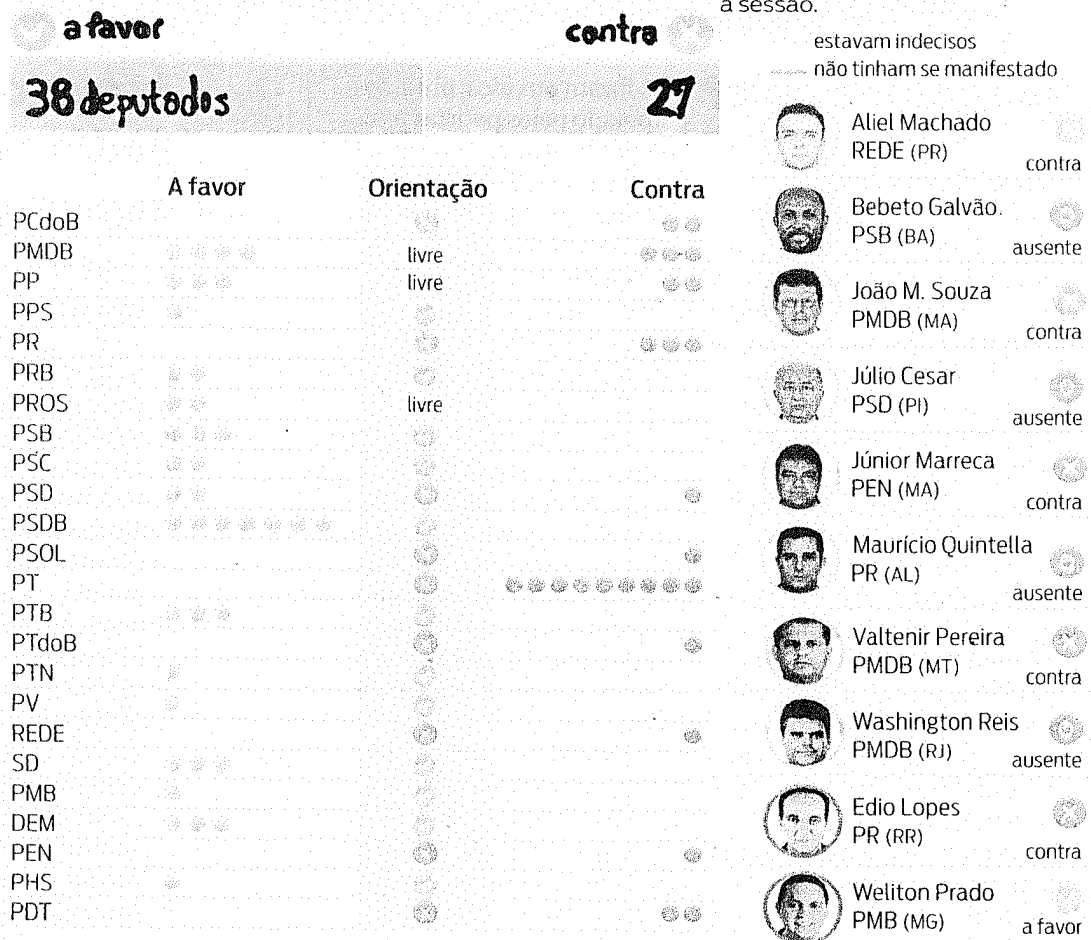 a sessão.
a favor
contra
38 deputados
27
estavam indecisos
não tinham se manifestado
A favor Orientação Contra
PCdoB
PMDB livre
PP livre
PPS
PR
PRB
PROS livre
PSB
PSC
PSD
PSDB
PSOL
PT
PTB
PTdoB
PTN
PV
REDE
SD
PMB
DEM
PEN
PHS
PDT
Aliel Machado
REDE (PR)
contra
Bebeto Galvão.
PSB (BA)
ausente
João M. Souza
PMDB (MA)
contra
Júlio Cesar
PSD (PI)
ausente
Júnior Marreca
PEN (MA)
contra
Maurício Quintella
PR (AL)
ausente
Valtenir Pereira
PMDB (MT)
contra
Washington Reis
PMDB (RJ)
ausente
Edio Lopes
PR (RR)
contra
Weliton Prado
PMB (MG)
a favor